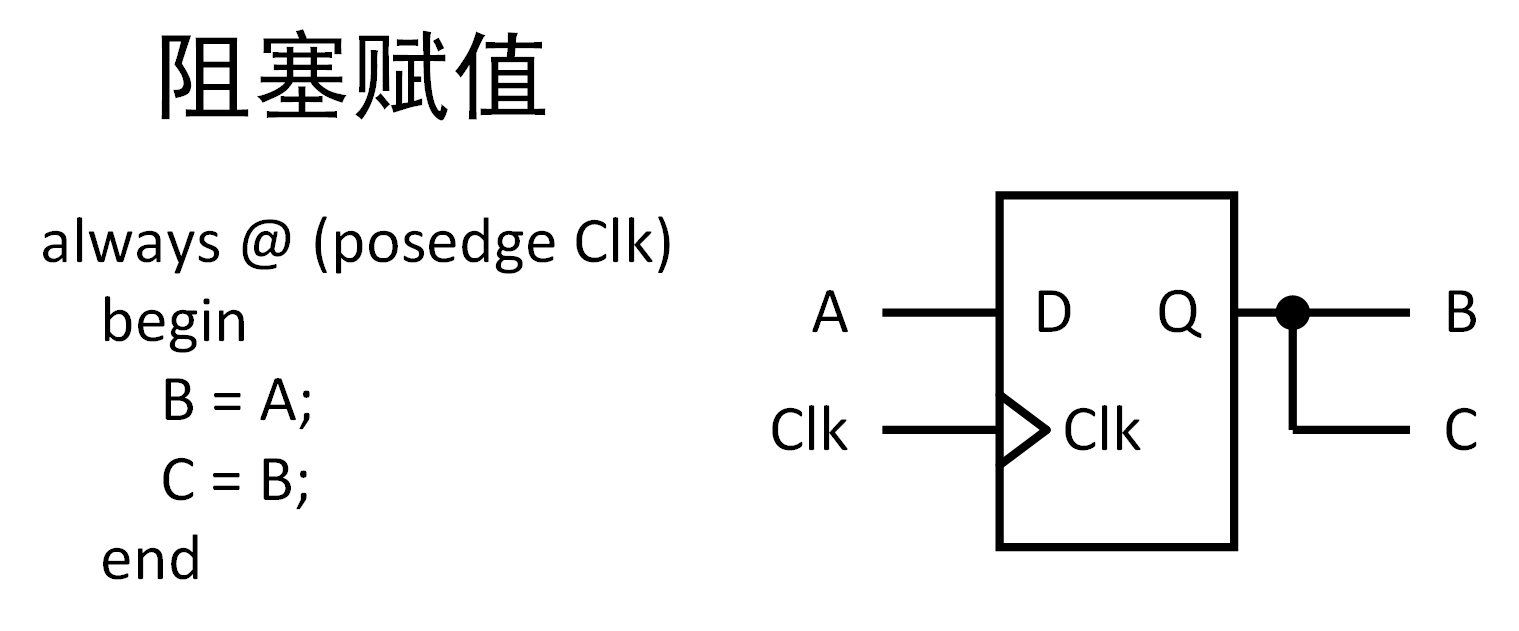 阻塞赋值
always @ (posedge Clk)
begin
B = A;
C = B;
end
A
D
Q
B
Clk
Clk
C